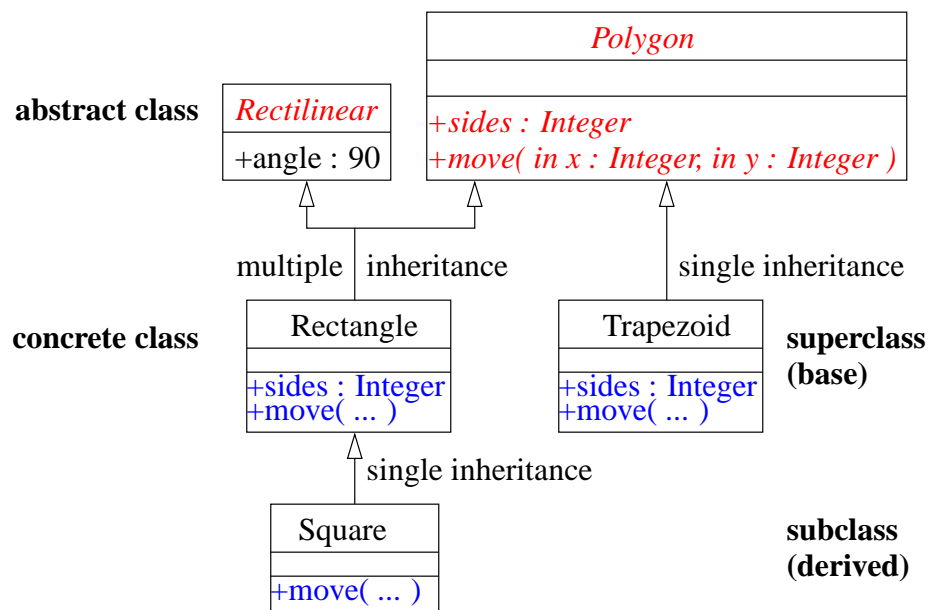 Polygon
abstract class
Rectilinear
+angle : 90
+sides : Integer
+move( in x : Integer, in y : Integer )
multiple inheritance
single inheritance
concrete class
Rectangle
+sides : Integer
+move( ... )
Trapezoid
+sides : Integer
+move( ... )
superclass
(base)
single inheritance
Square
+move( ... )
subclass
(derived)